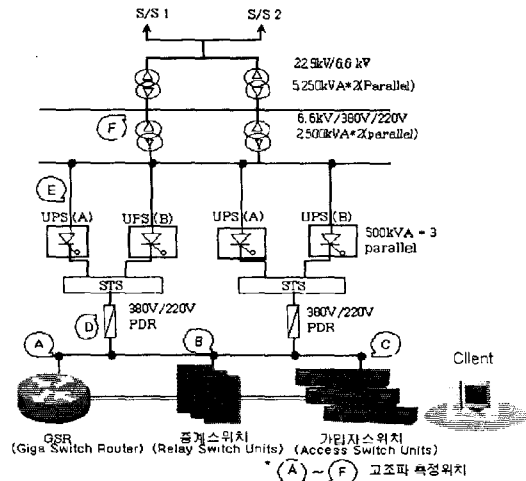 S/S 1 S/S 2
22.9kV/6.6 kV
5.250kVA*2(Parallel)
F
6.6kV/380V/220V
2.500kVA*2(parallel)
E
UPS(A) UPS(B) UPS(A) UPS(B)
500kVA * 3
parallel
STS STS
D
380V/220V
PDR
380V/220V
PDR
A B C
Client
GSR
(Giga Switch Router)
중계스위치
(Relay Switch Units)
가입자스위치
(Access Switch Units)
* A ~ F 고조파 측정위치